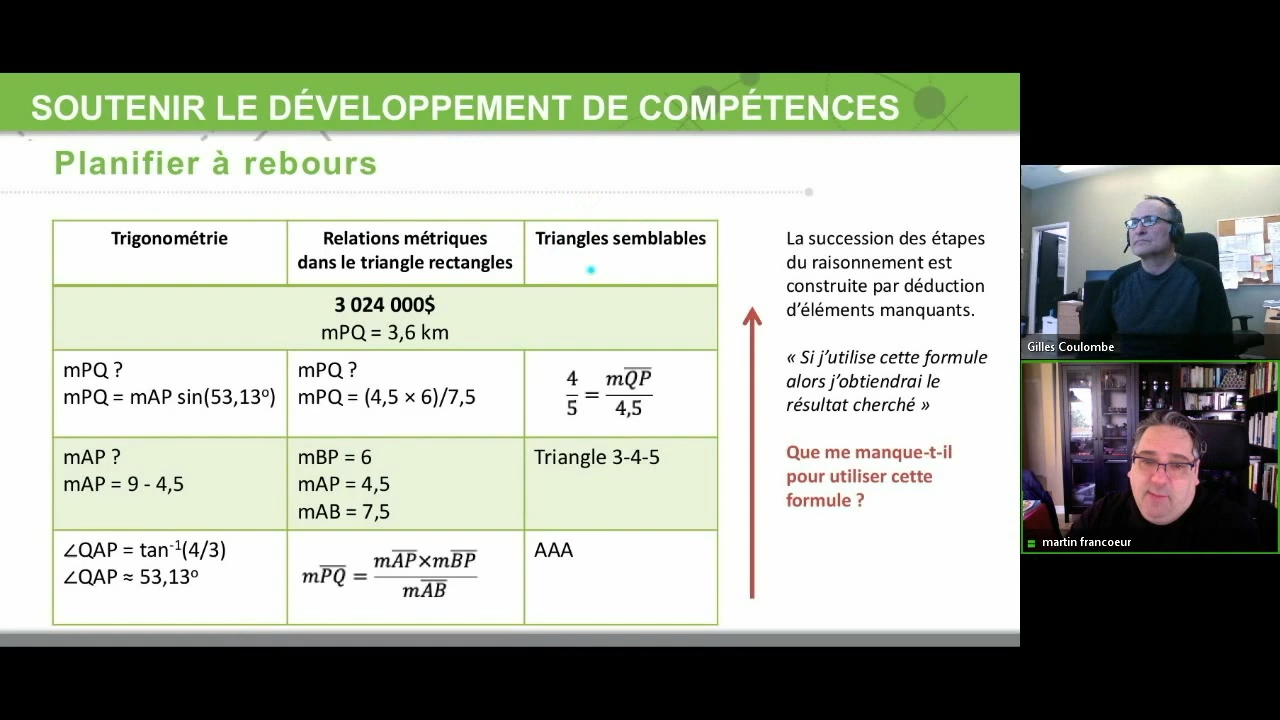 SOUTENIR LE DÉVELOPPEMENT DE COMPÉTENCES
Planifier à rebours
Trigonométrie
Relations métriques
dans le triangle rectangles
Triangles semblables
3 024 000$
mPQ = 3,6 km
mPQ ?
mPQ = mAP sin(53,13º)
mPQ ?
mPQ = (4,5 × 6)/7,5
4/5 = mQP/4,5
mAP ?
mAP = 9 - 4,5
mBP = 6
mAP = 4,5
mAB = 7,5
Triangle 3-4-5
∠QAP = tan⁻¹(4/3)
∠QAP ≈ 53,13º
mPQ = mAP×mBP/mAB
AAA
La succession des étapes
du raisonnement est
construite par déduction
d’éléments manquants.
« Si j’utilise cette formule
alors j’obtiendrai le
résultat cherché »
Que me manque-t-il
pour utiliser cette
formule ?
Gilles Coulombe
martin francoeur